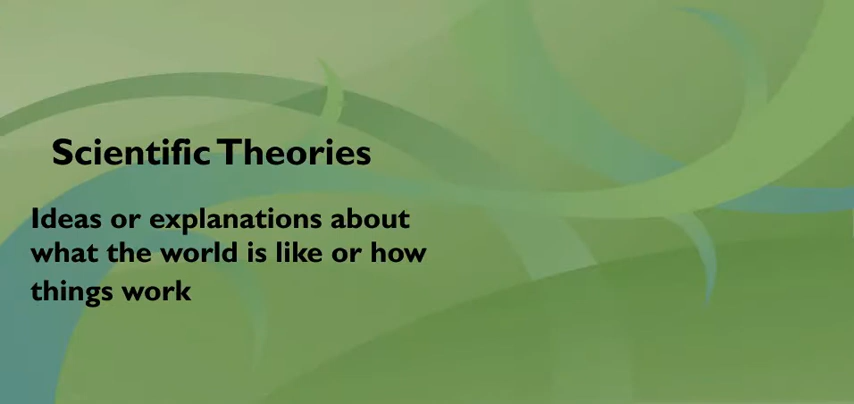 Scientific Theories
Ideas or explanations about
what the world is like or how
things work